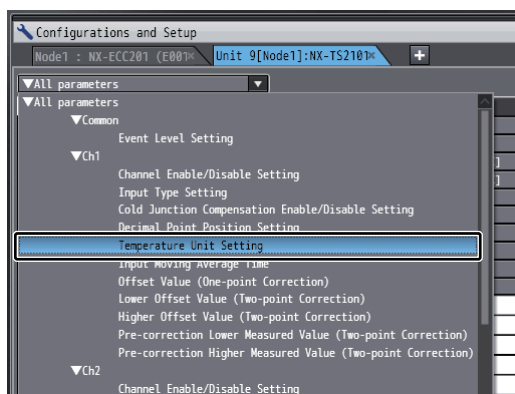 Configurations and Setup
Node1 : NX-ECC201 (E001× Unit 9[Node1]:NX-TS2101× +
▼All parameters ▼
▼All parameters
▼Common
Event Level Setting
▼Ch1
Channel Enable/Disable Setting
Input Type Setting
Cold Junction Compensation Enable/Disable Setting
Decimal Point Position Setting
Temperature Unit Setting
Input Moving Average Time
Offset Value (One-point Correction)
Lower Offset Value (Two-point Correction)
Higher Offset Value (Two-point Correction)
Pre-correction Lower Measured Value (Two-point Correction)
Pre-correction Higher Measured Value (Two-point Correction)
▼Ch2
Channel Enable/Disable Setting